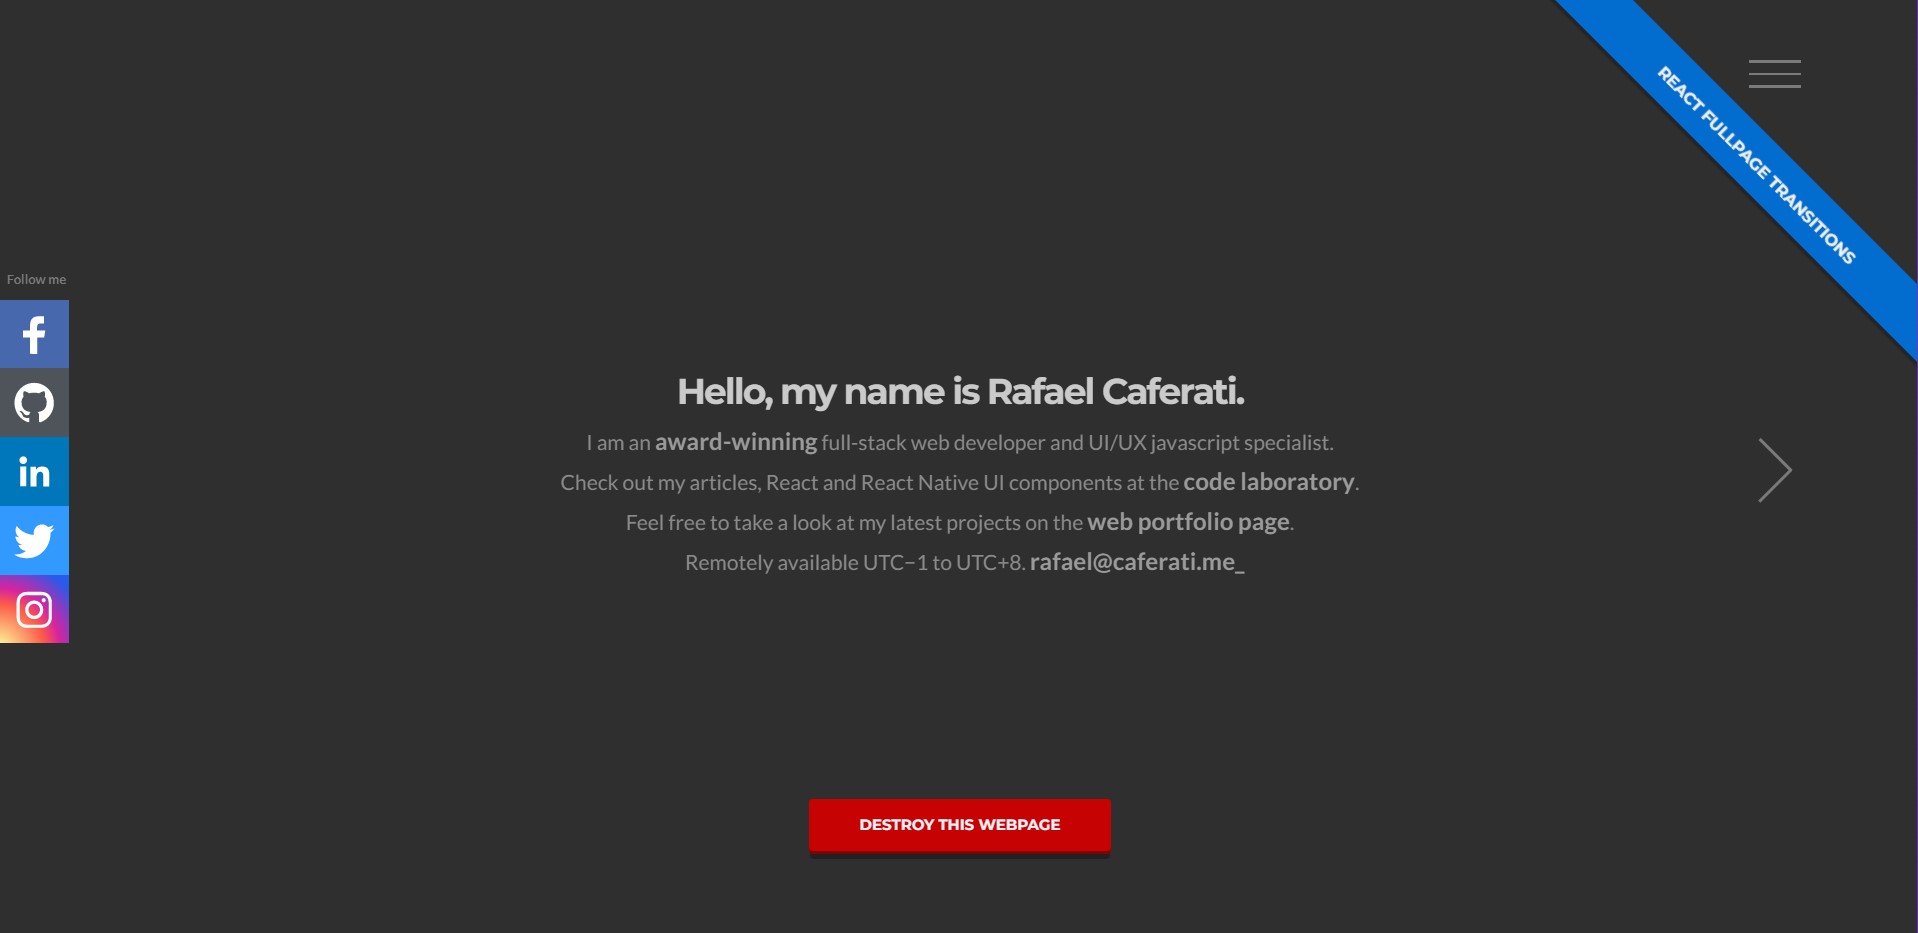 REACT FULLPAGE TRANSITIONS
Follow me
Hello, my name is Rafael Caferati.
I am an award-winning full-stack web developer and UI/UX javascript specialist.
Check out my articles, React and React Native UI components at the code laboratory.
Feel free to take a look at my latest projects on the web portfolio page.
Remotely available UTC−1 to UTC+8. rafael@caferati.me_
DESTROY THIS WEBPAGE